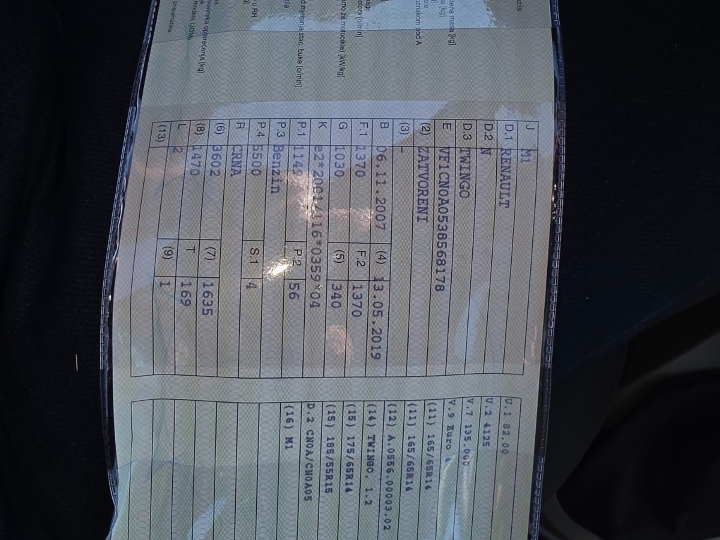 J M1
D.1 RENAULT
D.2 N
D.3 TWINGO
E VF1CN0A0538568178
(2) ZATVORENI
(3) -
B 06.11.2007 (4) 13.05.2019
F.1 1370 F.2 1370
G 1030 (5) 340
K e2*2001/116*0359*04
P.1 1149 P.2 56
P.3 Benzin
P.4 5500 S.1 4
R CRNA
(6) 3602 (7) 1635
(8) 1470 T 169
L 2 (9) 1
(13)
U.1 82.00
U.2 4125
V.7 135.000
V.9 Euro 4
(11) 165/65R14
(11) 165/65R14
(12) A.0556.00003.02
(14) TWINGO, 1.2
(15) 175/65R14
(15) 185/55R15
D.2 CN0A/CN0A05
(16) M1